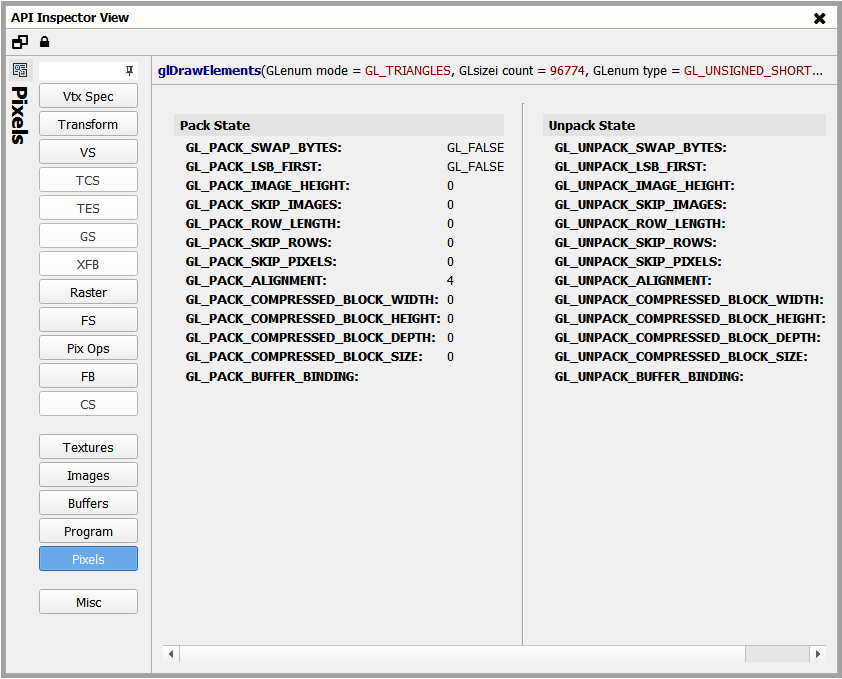 API Inspector View
glDrawElements(GLenum mode = GL_TRIANGLES, GLsizei count = 96774, GLenum type = GL_UNSIGNED_SHORT...
Pixels
Vtx Spec
Transform
VS
TCS
TES
GS
XFB
Raster
FS
Pix Ops
FB
CS
Textures
Images
Buffers
Program
Pixels
Misc
Pack State
GL_PACK_SWAP_BYTES: GL_FALSE
GL_PACK_LSB_FIRST: GL_FALSE
GL_PACK_IMAGE_HEIGHT: 0
GL_PACK_SKIP_IMAGES: 0
GL_PACK_ROW_LENGTH: 0
GL_PACK_SKIP_ROWS: 0
GL_PACK_SKIP_PIXELS: 0
GL_PACK_ALIGNMENT: 4
GL_PACK_COMPRESSED_BLOCK_WIDTH: 0
GL_PACK_COMPRESSED_BLOCK_HEIGHT: 0
GL_PACK_COMPRESSED_BLOCK_DEPTH: 0
GL_PACK_COMPRESSED_BLOCK_SIZE: 0
GL_PACK_BUFFER_BINDING:
Unpack State
GL_UNPACK_SWAP_BYTES:
GL_UNPACK_LSB_FIRST:
GL_UNPACK_IMAGE_HEIGHT:
GL_UNPACK_SKIP_IMAGES:
GL_UNPACK_ROW_LENGTH:
GL_UNPACK_SKIP_ROWS:
GL_UNPACK_SKIP_PIXELS:
GL_UNPACK_ALIGNMENT:
GL_UNPACK_COMPRESSED_BLOCK_WIDTH:
GL_UNPACK_COMPRESSED_BLOCK_HEIGHT:
GL_UNPACK_COMPRESSED_BLOCK_DEPTH:
GL_UNPACK_COMPRESSED_BLOCK_SIZE:
GL_UNPACK_BUFFER_BINDING: